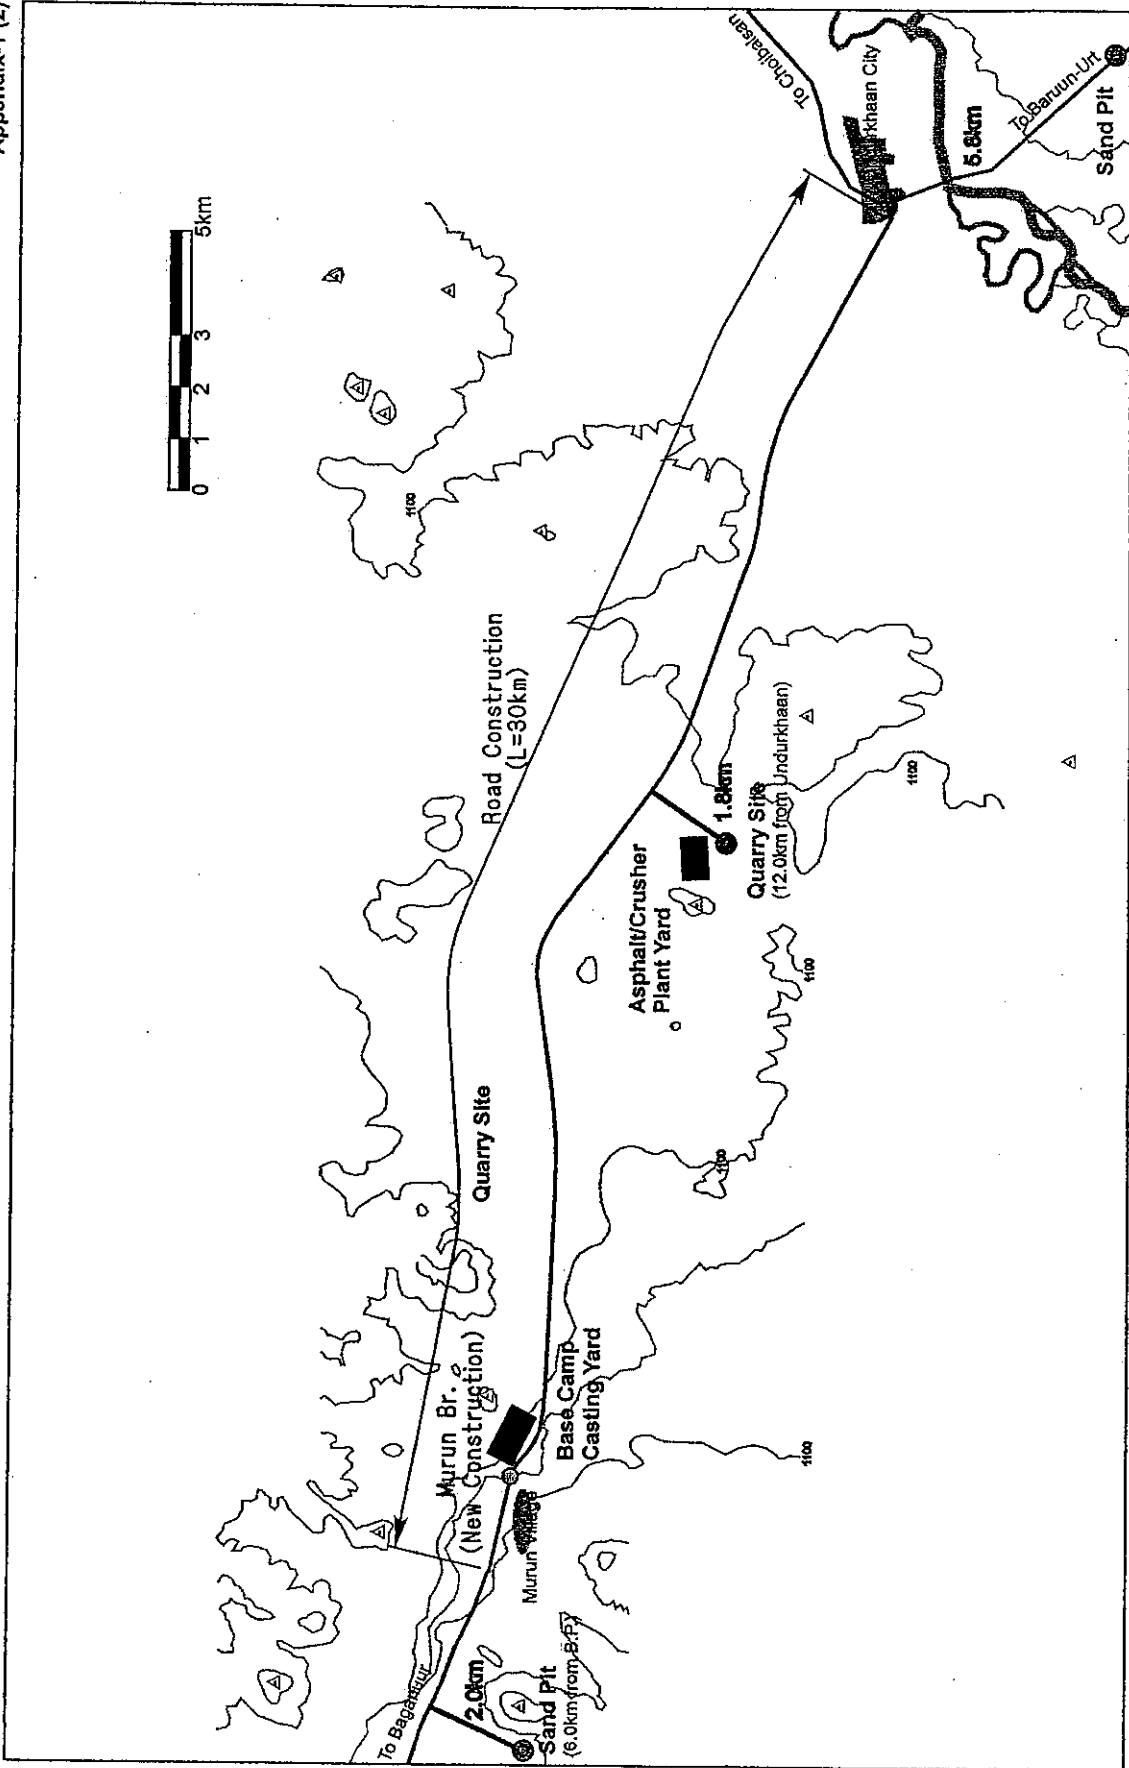 Appendix-1 (2)
0
1
2
3
5km
To Choibalsan
rkhaan City
To Baruun-Urt
5.8km
Sand Pit
1100
Road Construction
(L=30km)
1.8km
Quarry Site
(12.0km from Undurkhaan)
1100
Asphalt/Crusher
Plant Yard
1100
Quarry Site
1100
Murun Br.
(New Construction)
Base Camp
Casting Yard
1100
Murun Village
To Baganuur
2.0km
Sand Pit
(6.0km from B.P.)